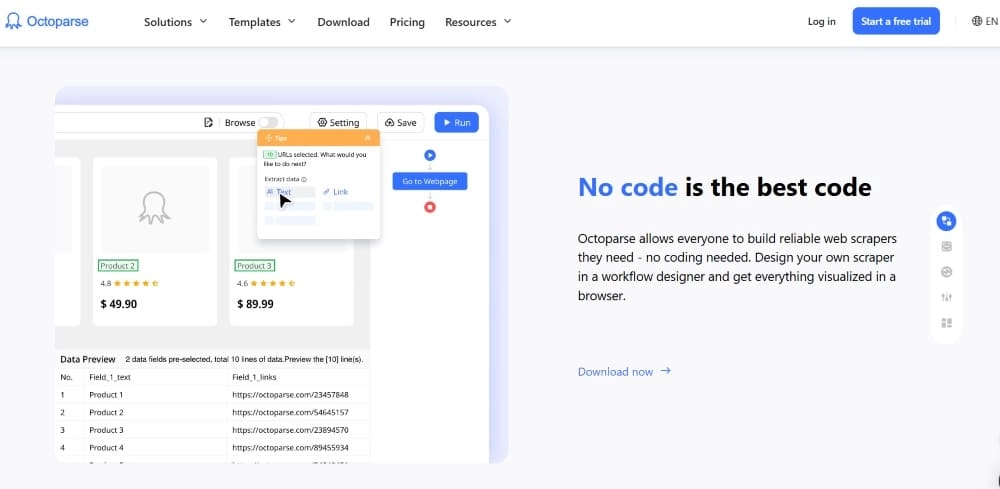 Octoparse
Solutions
Templates
Download
Pricing
Resources
Log in
Start a free trial
EN
Browse
Setting
Save
Run
Tips
10 URLs selected. What would you
like to do next?
Extract data
Text
Link
Go to Webpage
Product 2
4.8
$ 49.90
Product 3
4.6
$ 89.99
Data Preview 2 data fields pre-selected, total 10 lines of data.Preview the [10] line(s).
No. Field_1_text Field_1_links
1 Product 1 https://octoparse.com/23457848
2 Product 2 https://octoparse.com/54645157
3 Product 3 https://octoparse.com/23894570
4 Product 4 https://octoparse.com/89455934
No code is the best code
Octoparse allows everyone to build reliable web scrapers
they need - no coding needed. Design your own scraper
in a workflow designer and get everything visualized in a
browser.
Download now